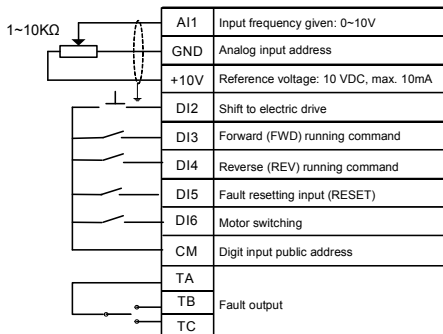 1~10KΩ
AI1 Input frequency given: 0~10V
GND Analog input address
+10V Reference voltage: 10 VDC, max. 10mA
DI2 Shift to electric drive
DI3 Forward (FWD) running command
DI4 Reverse (REV) running command
DI5 Fault resetting input (RESET)
DI6 Motor switching
CM Digit input public address
TA
TB Fault output
TC